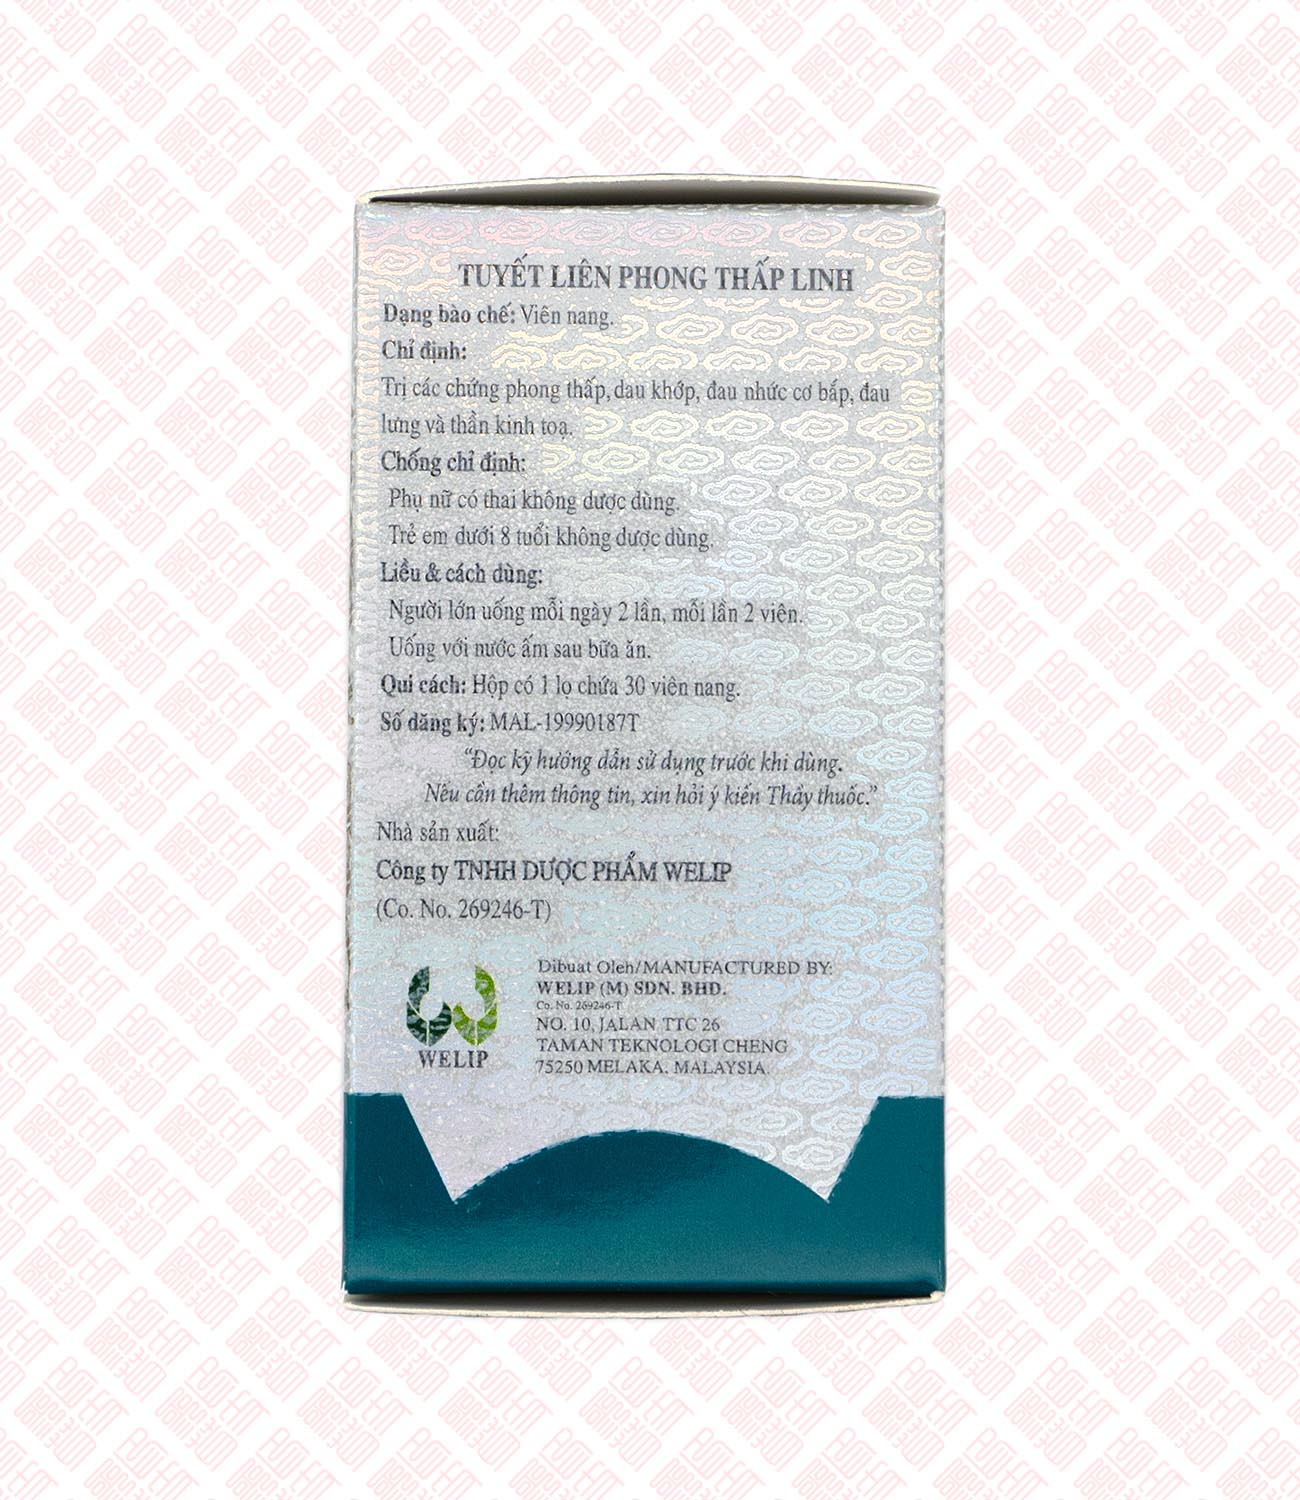 TUYẾT LIÊN PHONG THẤP LINH
Dạng bào chế: Viên nang.
Chỉ định:
Trị các chứng phong thấp, dau khớp, đau nhức cơ bắp, đau
lưng và thần kinh toạ.
Chống chỉ định:
Phụ nữ có thai không dược dùng.
Trẻ em dưới 8 tuổi không dược dùng.
Liều & cách dùng:
Người lớn uống mỗi ngày 2 lần, mỗi lần 2 viên.
Uống với nước ấm sau bữa ăn.
Qui cách: Hộp có 1 lọ chứa 30 viên nang.
Số dăng ký: MAL-19990187T
“Đọc kỹ hướng dẫn sử dụng trước khi dùng.
Nếu cần thêm thông tin, xin hỏi ý kiến Thầy thuốc.”
Nhà sản xuất:
Công ty TNHH DƯỢC PHẨM WELIP
(Co. No. 269246-T)
WELIP
Dibuat Oleh/MANUFACTURED BY:
WELIP (M) SDN. BHD.
Co. No. 269246-T
NO. 10, JALAN TTC 26
TAMAN TEKNOLOGI CHENG
75250 MELAKA. MALAYSIA.